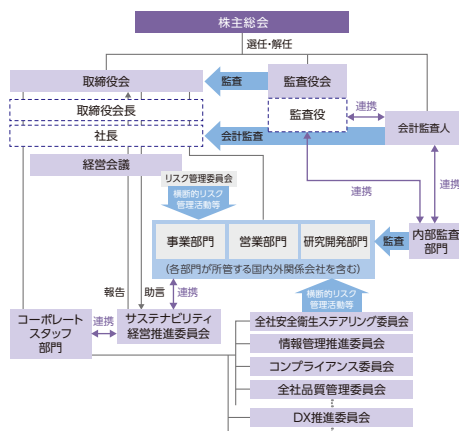 株主総会
選任・解任
取締役会
監査
監査役会
取締役会長
監査役
連携
社長
会計監査
会計監査人
経営会議
リスク管理委員会
連携
連携
横断的リスク
管理活動等
事業部門
営業部門
研究開発部門
監査
内部監査
部門
(各部門が所管する国内外関係会社を含む)
報告
助言
連携
横断的リスク
管理活動等
コーポレート
スタッフ
部門
連携
サステナビリティ
経営推進委員会
全社安全衛生ステアリング委員会
情報管理推進委員会
コンプライアンス委員会
全社品質管理委員会
DX推進委員会